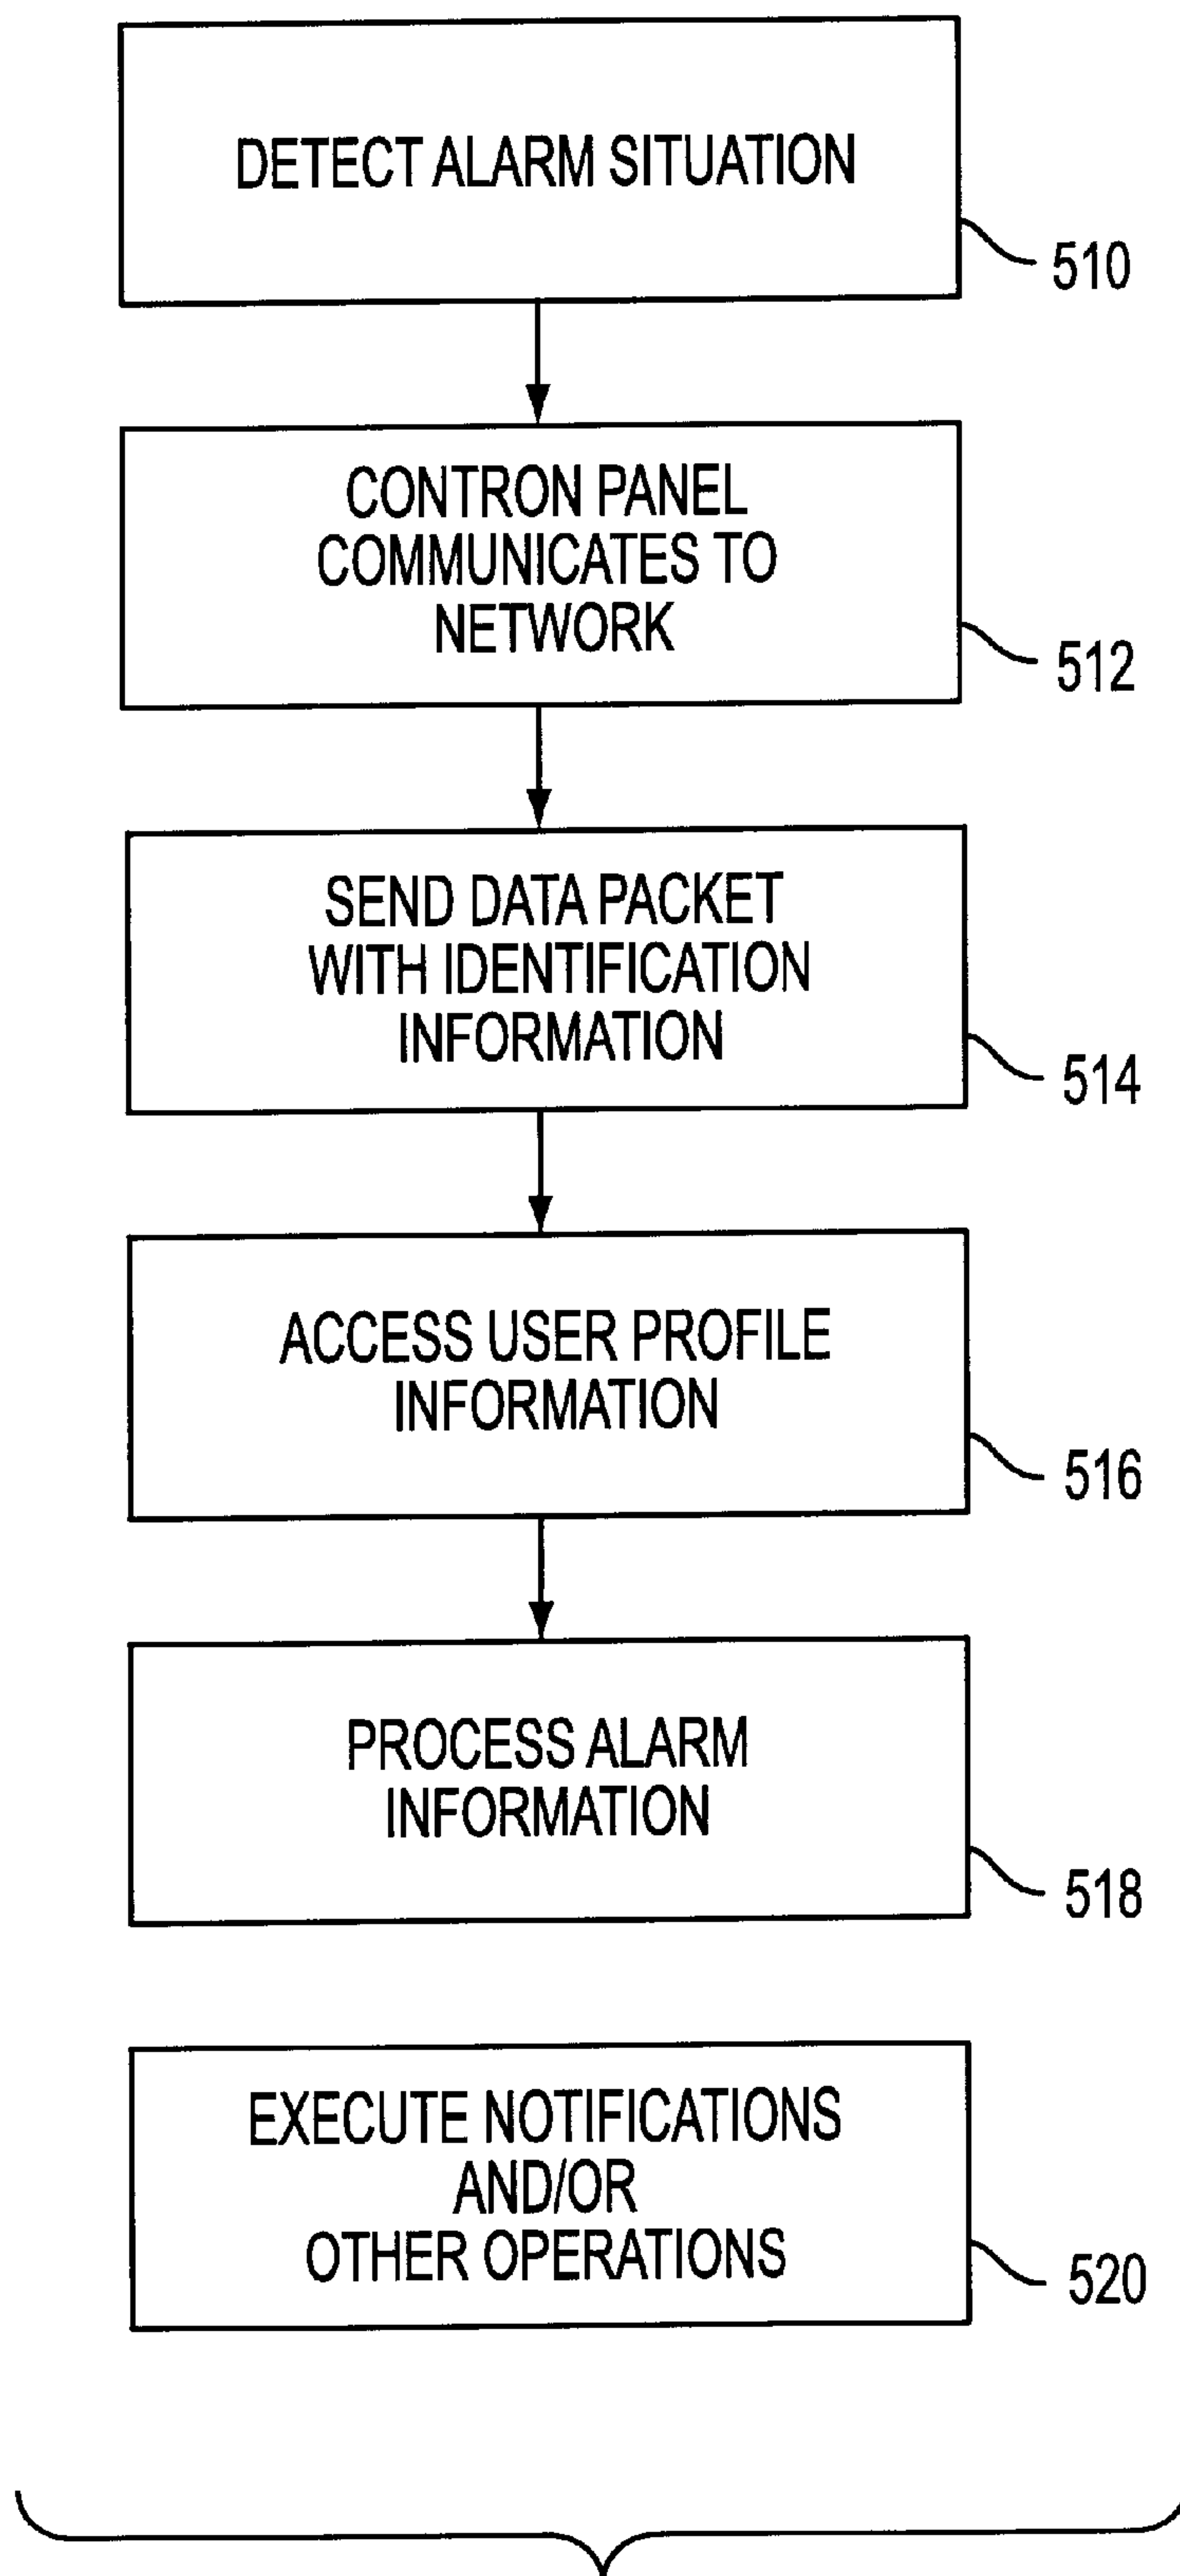 DETECT ALARM SITUATION
510
CONTRON PANEL
COMMUNICATES TO
NETWORK
512
SEND DATA PACKET
WITH IDENTIFICATION
INFORMATION
514
ACCESS USER PROFILE
INFORMATION
516
PROCESS ALARM
INFORMATION
518
EXECUTE NOTIFICATIONS
AND/OR
OTHER OPERATIONS
520